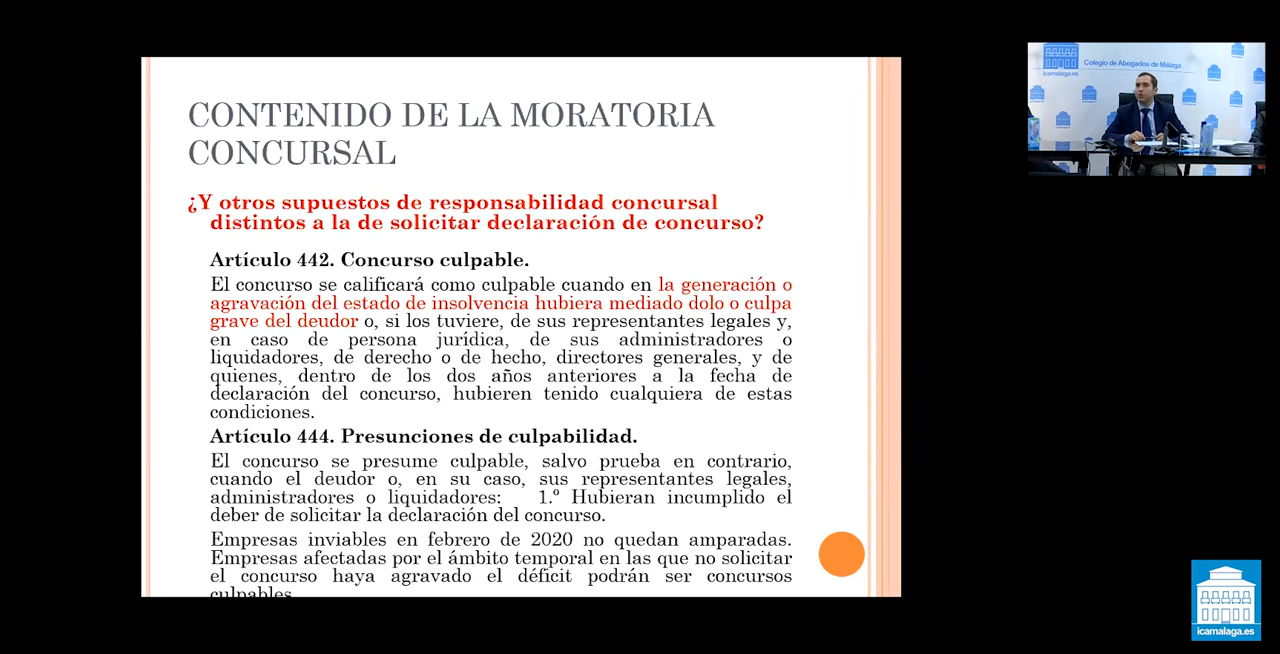 CONTENIDO DE LA MORATORIA
CONCURSAL
¿Y otros supuestos de responsabilidad concursal
distintos a la de solicitar declaración de concurso?
Artículo 442. Concurso culpable.
El concurso se calificará como culpable cuando en la generación o
agravación del estado de insolvencia hubiera mediado dolo o culpa
grave del deudor o, si los tuviere, de sus representantes legales y,
en caso de persona jurídica, de sus administradores o
liquidadores, de derecho o de hecho, directores generales, y de
quienes, dentro de los dos años anteriores a la fecha de
declaración del concurso, hubieren tenido cualquiera de estas
condiciones.
Artículo 444. Presunciones de culpabilidad.
El concurso se presume culpable, salvo prueba en contrario,
cuando el deudor o, en su caso, sus representantes legales,
administradores o liquidadores: 1.º Hubieran incumplido el
deber de solicitar la declaración del concurso.
Empresas inviables en febrero de 2020 no quedan amparadas.
Empresas afectadas por el ámbito temporal en las que no solicitar
el concurso haya agravado el déficit podrán ser concursos
culpables.
Colegio de Abogados de Málaga
icamalaga.es
icamalaga.es